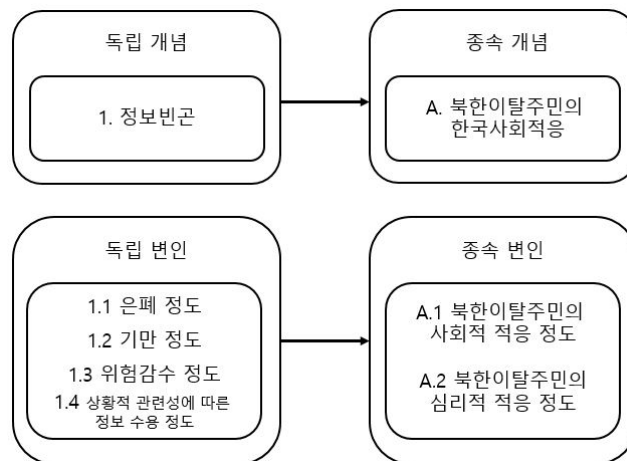 독립 개념
종속 개념
1. 정보빈곤
A. 북한이탈주민의
한국사회적응
독립 변인
종속 변인
1.1 은폐 정도
1.2 기만 정도
1.3 위험감수 정도
1.4 상황적 관련성에 따른
정보 수용 정도
A.1 북한이탈주민의
사회적 적응 정도
A.2 북한이탈주민의
심리적 적응 정도